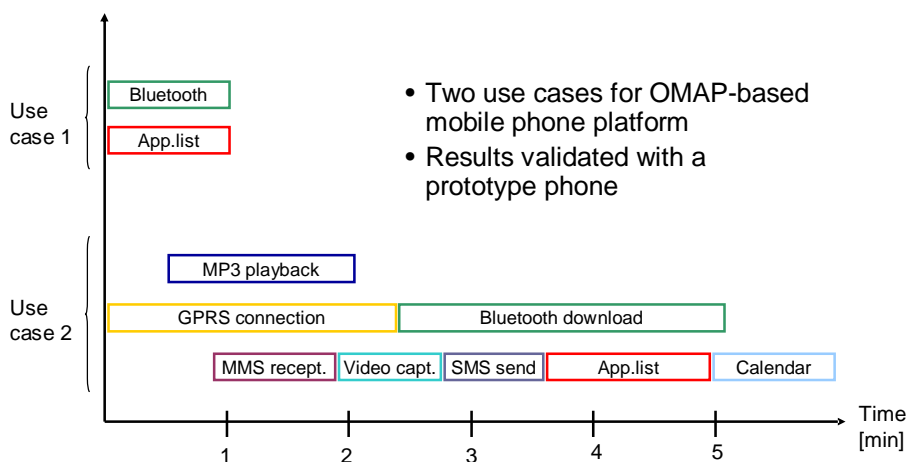 Use
case 1
Bluetooth
App.list
• Two use cases for OMAP-based
mobile phone platform
• Results validated with a
prototype phone
Use
case 2
MP3 playback
GPRS connection
Bluetooth download
MMS recept.
Video capt.
SMS send
App.list
Calendar
1
2
3
4
5
Time
[min]